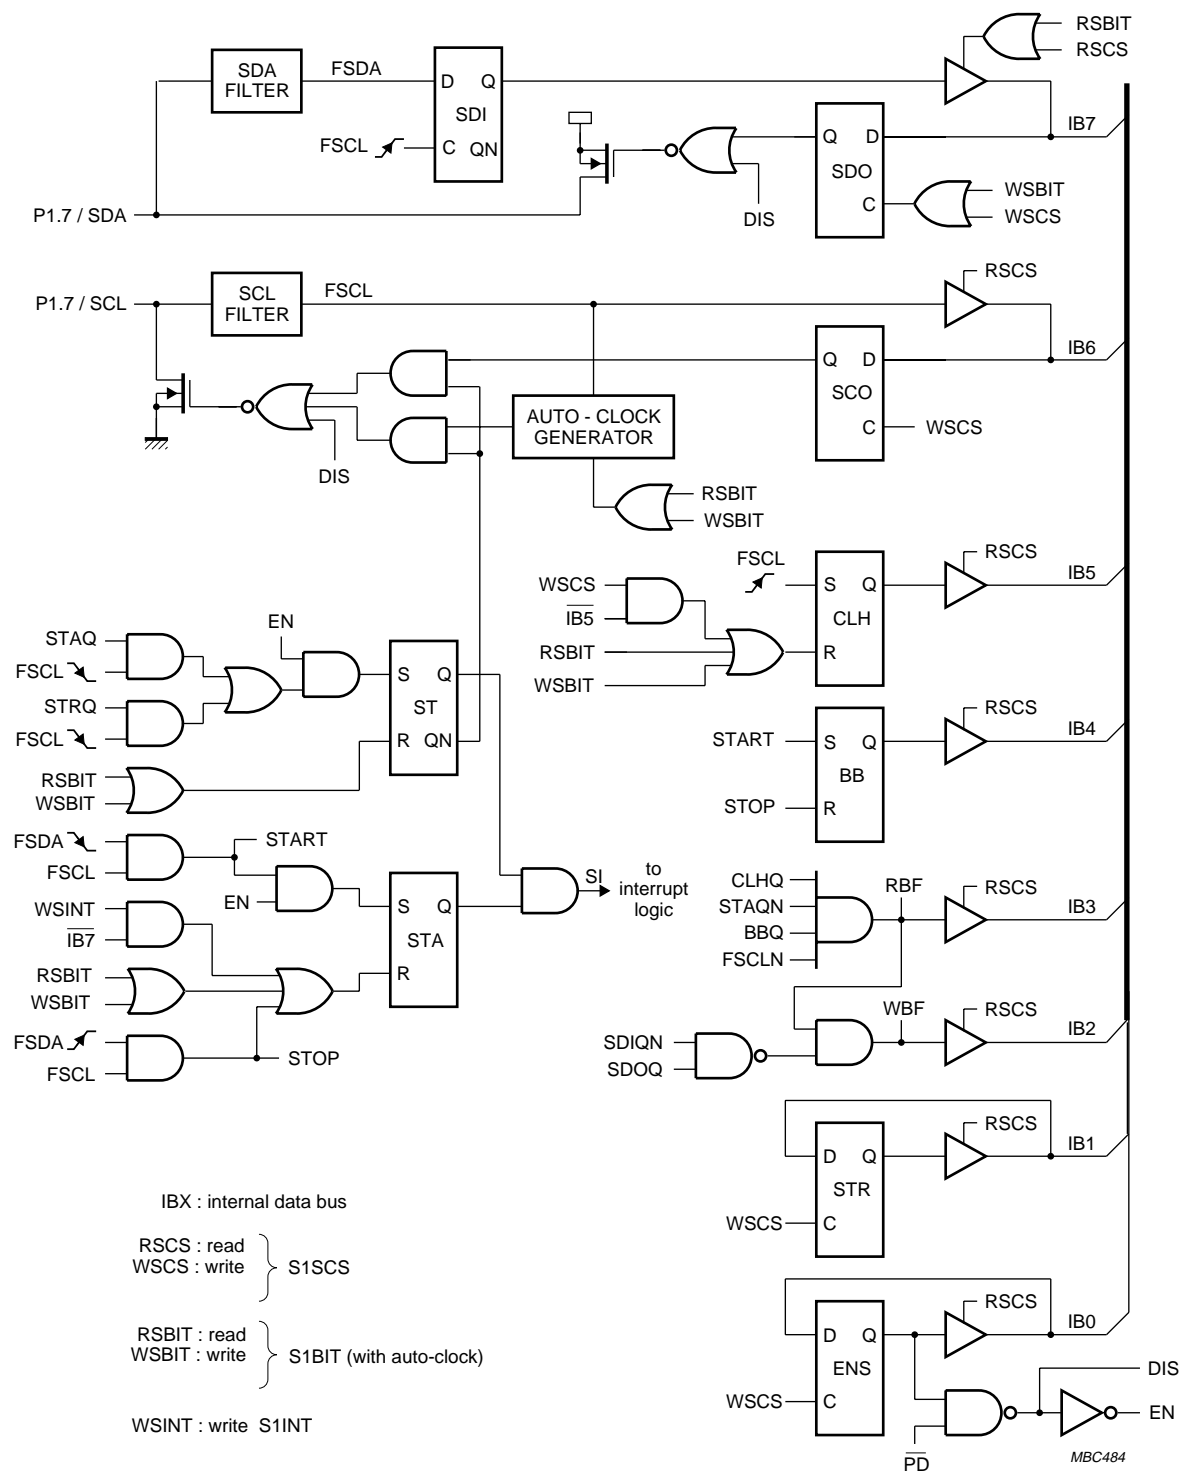 RSBIT
RSCS
SDA
FILTER
FSDA
D Q
SDI
C QN
FSCL
IB7
Q D
SDO
C
WSBIT
WSCS
DIS
P1.7 / SDA
P1.7 / SCL
SCL
FILTER
FSCL
RSCS
IB6
Q D
SCO
C
WSCS
AUTO - CLOCK
GENERATOR
DIS
RSBIT
WSBIT
FSCL
WSCS
IB5
RSBIT
WSBIT
S Q
CLH
R
RSCS
IB5
STAQ
FSCL
STRQ
FSCL
EN
S Q
ST
R QN
RSBIT
WSBIT
START
STOP
S Q
BB
R
RSCS
IB4
FSDA
FSCL
START
EN
WSINT
IB7
RSBIT
WSBIT
FSDA
FSCL
STOP
S Q
STA
R
SI
to
interrupt
logic
CLHQ
STAQN
BBQ
FSCLN
RBF
RSCS
IB3
SDIQN
SDOQ
WBF
RSCS
IB2
D Q
STR
C
WSCS
RSCS
IB1
D Q
ENS
C
WSCS
RSCS
IB0
DIS
EN
PD
IBX : internal data bus
RSCS : read
WSCS : write
S1SCS
RSBIT : read
WSBIT : write
S1BIT (with auto-clock)
WSINT : write S1INT
MBC484